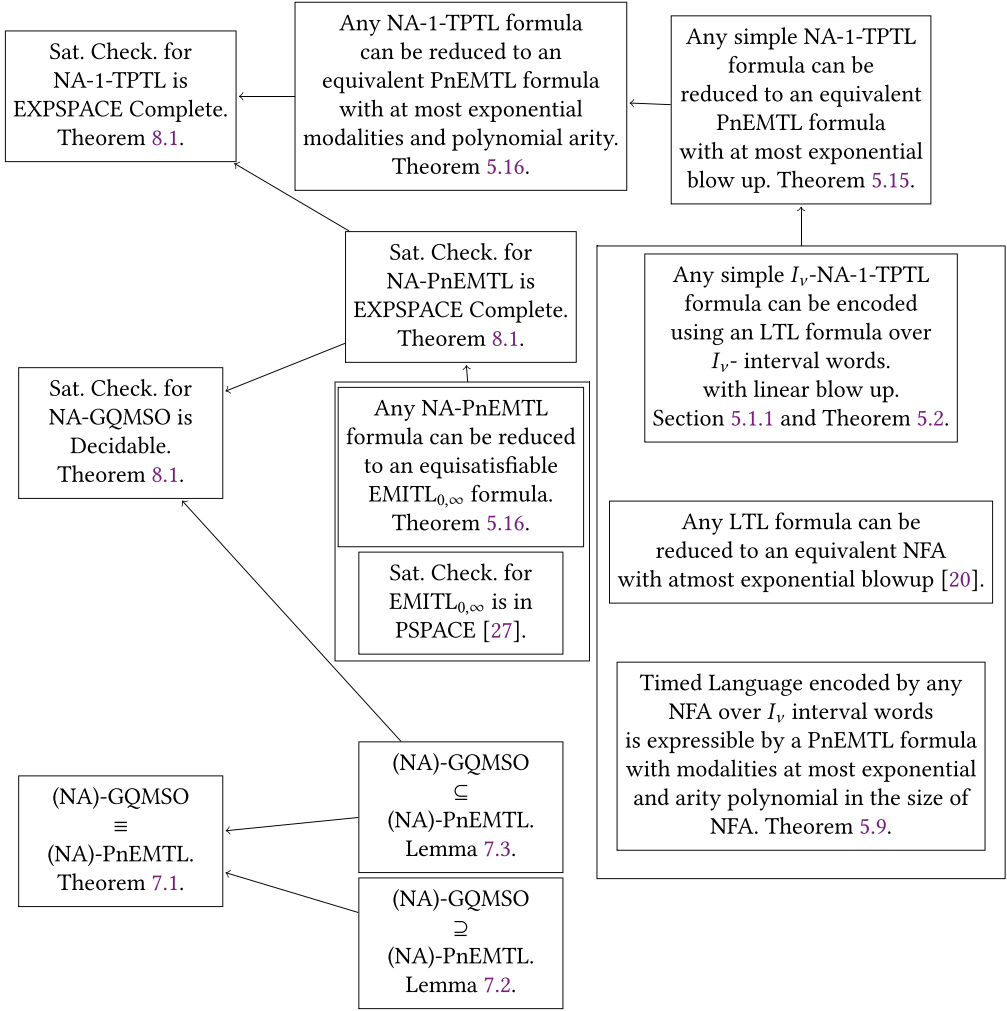 Sat. Check. for
NA-1-TPTL is
EXPSPACE Complete.
Theorem 8.1.
Any NA-1-TPTL formula
can be reduced to an
equivalent PnEMTL formula
with at most exponential
modalities and polynomial arity.
Theorem 5.16.
Any simple NA-1-TPTL
formula can be
reduced to an equivalent
PnEMTL formula
with at most exponential
blow up. Theorem 5.15.
Sat. Check. for
NA-PnEMTL is
EXPSPACE Complete.
Theorem 8.1.
Any simple Iν-NA-1-TPTL
formula can be encoded
using an LTL formula over
Iν- interval words.
with linear blow up.
Section 5.1.1 and Theorem 5.2.
Sat. Check. for
NA-GQMSO is
Decidable.
Theorem 8.1.
Any NA-PnEMTL
formula can be reduced
to an equisatisfiable
EMITL0,∞ formula.
Theorem 5.16.
Sat. Check. for
EMITL0,∞ is in
PSPACE [27].
Any LTL formula can be
reduced to an equivalent NFA
with atmost exponential blowup [20].
Timed Language encoded by any
NFA over Iν interval words
is expressible by a PnEMTL formula
with modalities at most exponential
and arity polynomial in the size of
NFA. Theorem 5.9.
(NA)-GQMSO
≡
(NA)-PnEMTL.
Theorem 7.1.
(NA)-GQMSO
⊆
(NA)-PnEMTL.
Lemma 7.3.
(NA)-GQMSO
⊇
(NA)-PnEMTL.
Lemma 7.2.